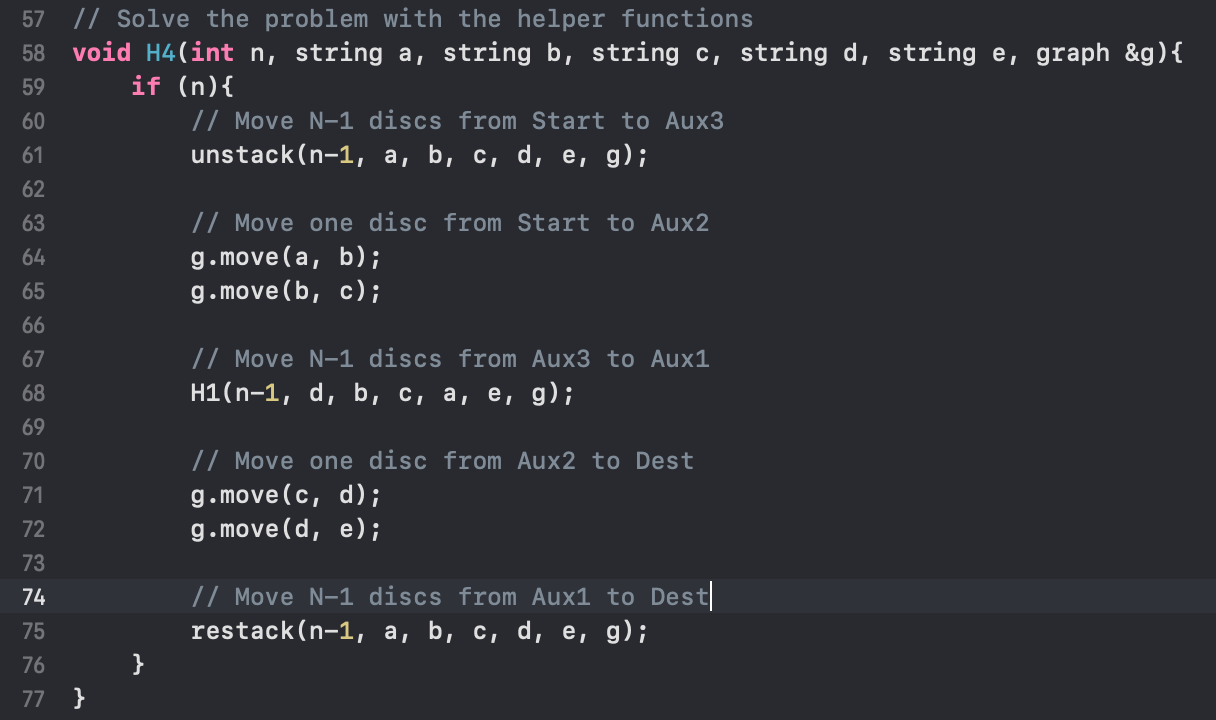 57 // Solve the problem with the helper functions
58 void H4(int n, string a, string b, string c, string d, string e, graph &g){
59     if (n){
60         // Move N-1 discs from Start to Aux3
61         unstack(n-1, a, b, c, d, e, g);
62
63         // Move one disc from Start to Aux2
64         g.move(a, b);
65         g.move(b, c);
66
67         // Move N-1 discs from Aux3 to Aux1
68         H1(n-1, d, b, c, a, e, g);
69
70         // Move one disc from Aux2 to Dest
71         g.move(c, d);
72         g.move(d, e);
73
74         // Move N-1 discs from Aux1 to Dest
75         restack(n-1, a, b, c, d, e, g);
76     }
77 }